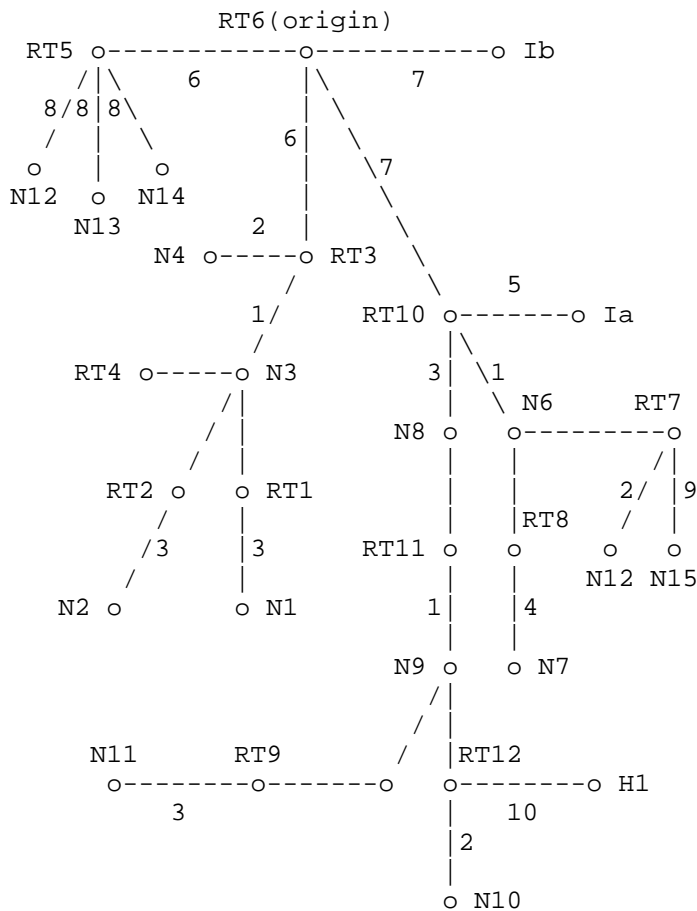 RT6(origin)
RT5 o------------o-----------o Ib
6 7
8/8|8\
6
7
o o
N12 o N14
N13 2
N4 o-----o RT3
1/ 5
RT10 o-------o Ia
RT4 o-----o N3 3 1
N6 RT7
N8 o o----------o
2/ 9
RT2 o o RT1 RT8
/3 |3 RT11 o o o o
N12 N15
N2 o o N1 1 4
N9 o o N7
N11 RT9 RT12
o--------o-------o o--------o H1
3 10
2
o N10